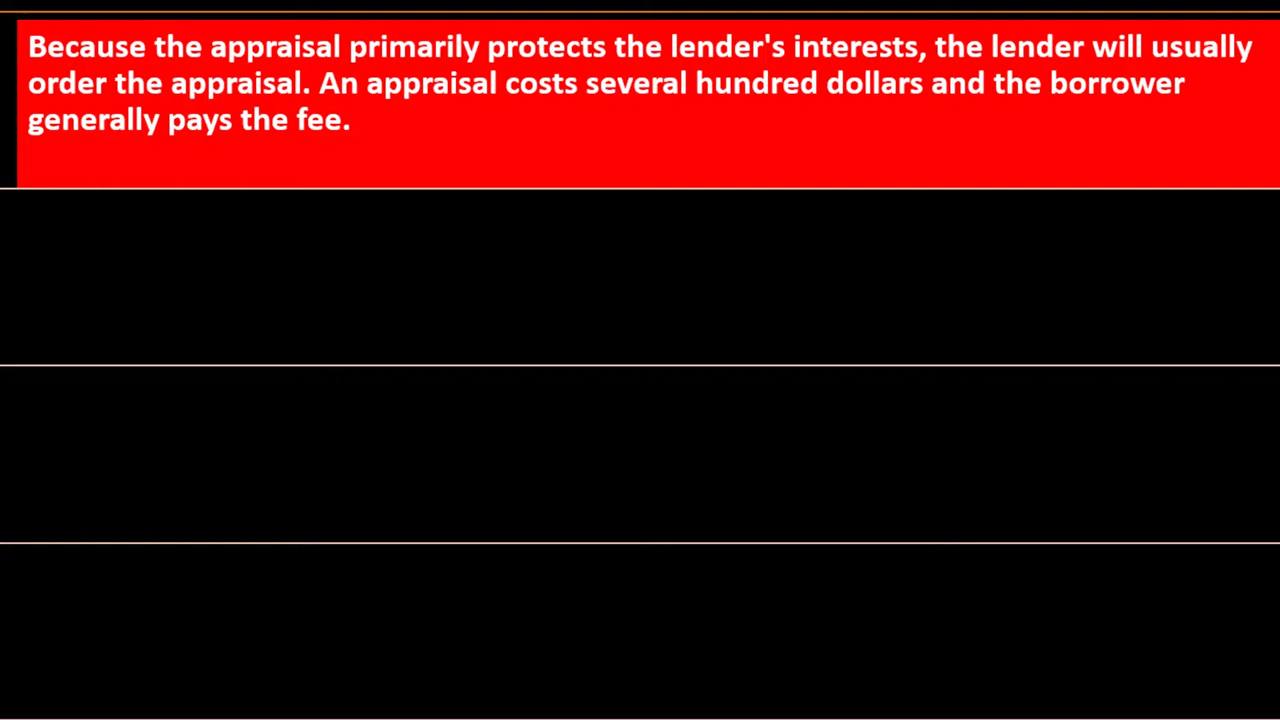 Because the appraisal primarily protects the lender's interests, the lender will usually
order the appraisal. An appraisal costs several hundred dollars and the borrower
generally pays the fee.